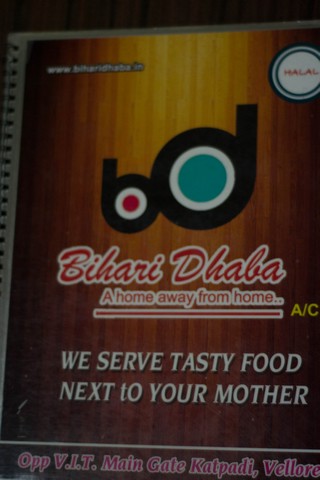 www.biharidhaba.in
HALAL
bD
Bihari Dhaba
A home away from home..
A/C
WE SERVE TASTY FOOD
NEXT tO YOUR MOTHER
Opp V.I.T. Main Gate Katpadi, Vellore